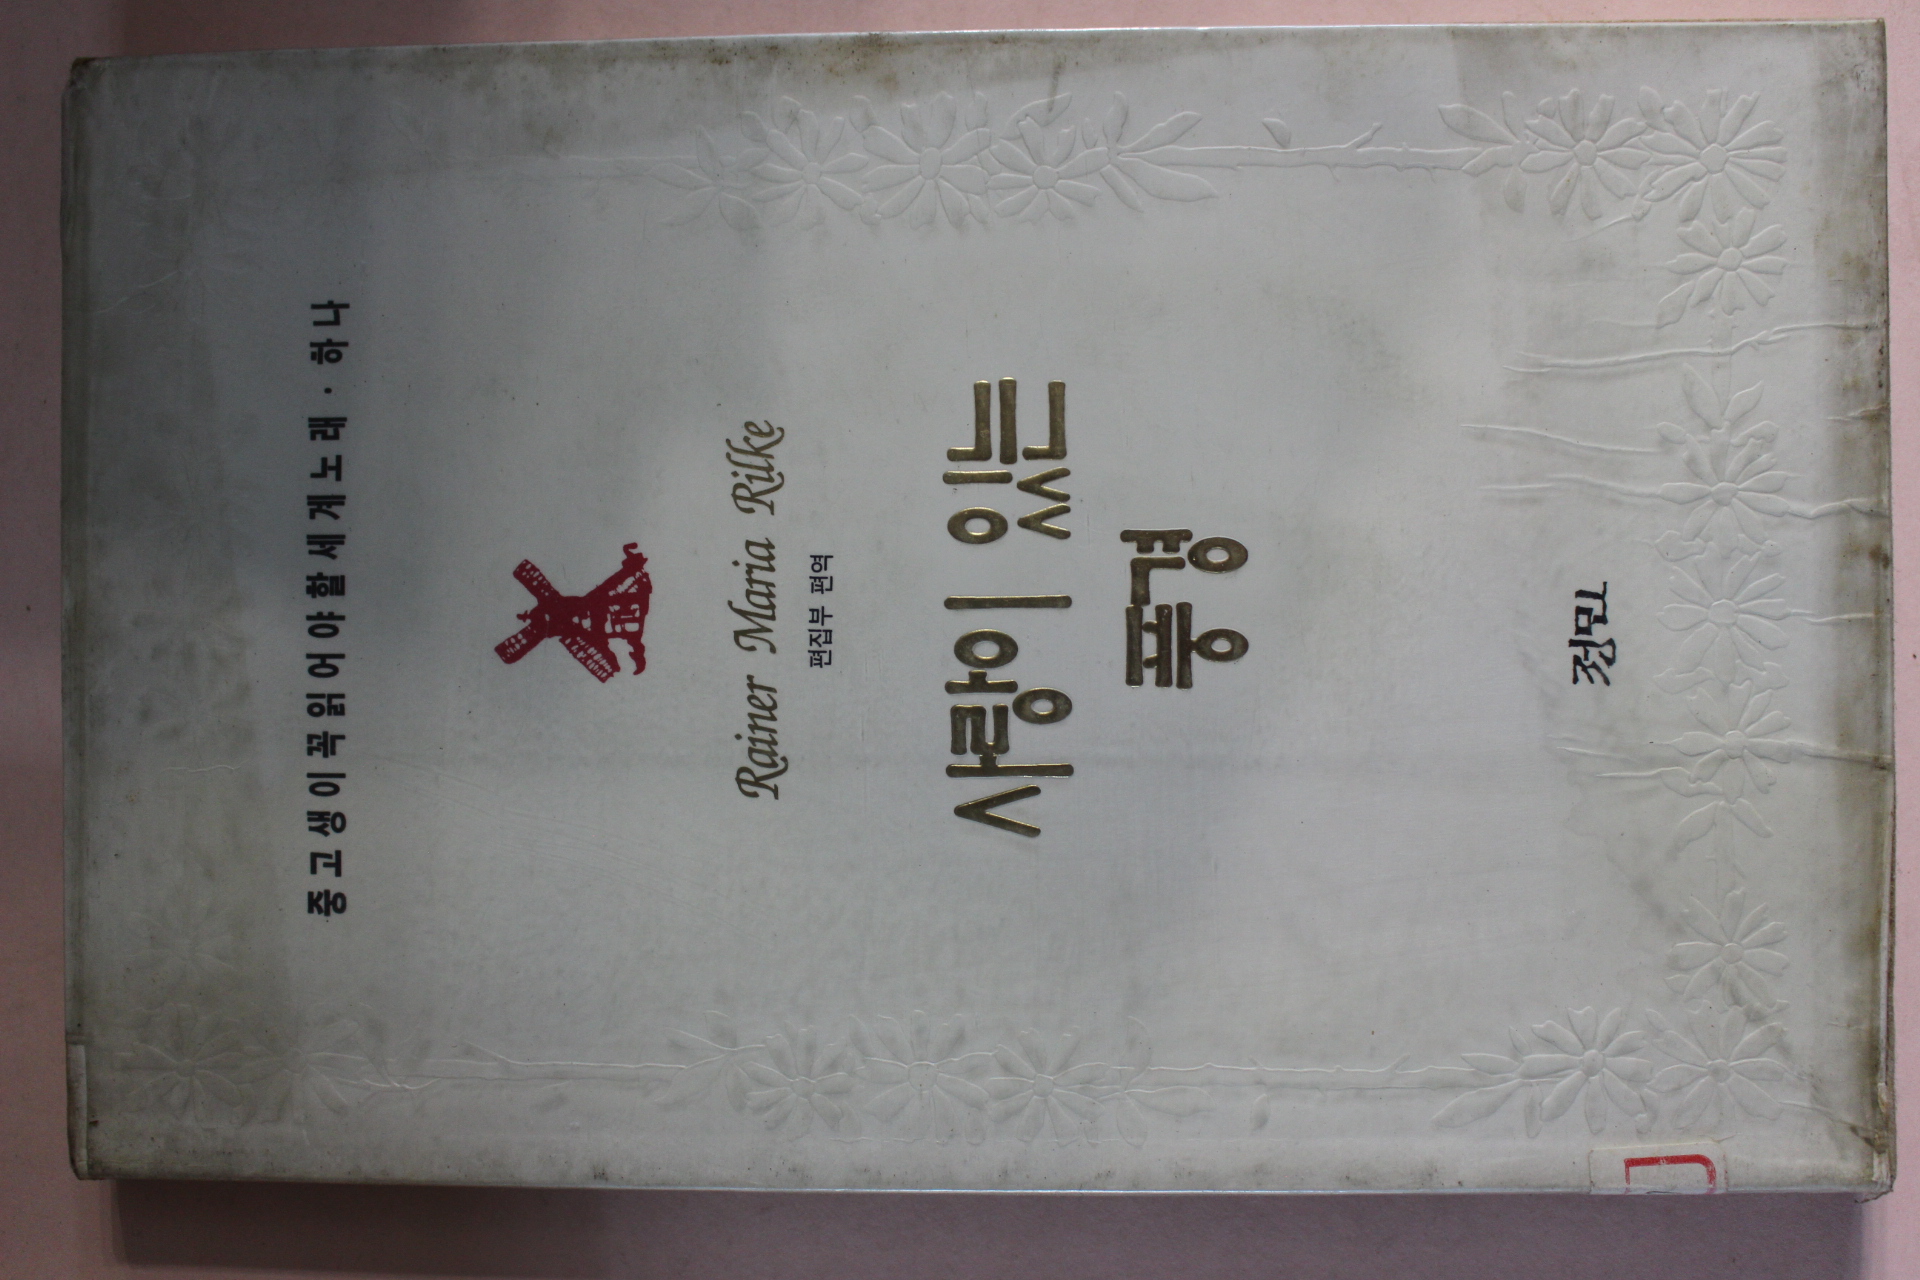 중고생이꼭읽어야할세계노래·하나
Rainer Maria Rilke
편집부 편역
사랑이 있는
풍경
정민